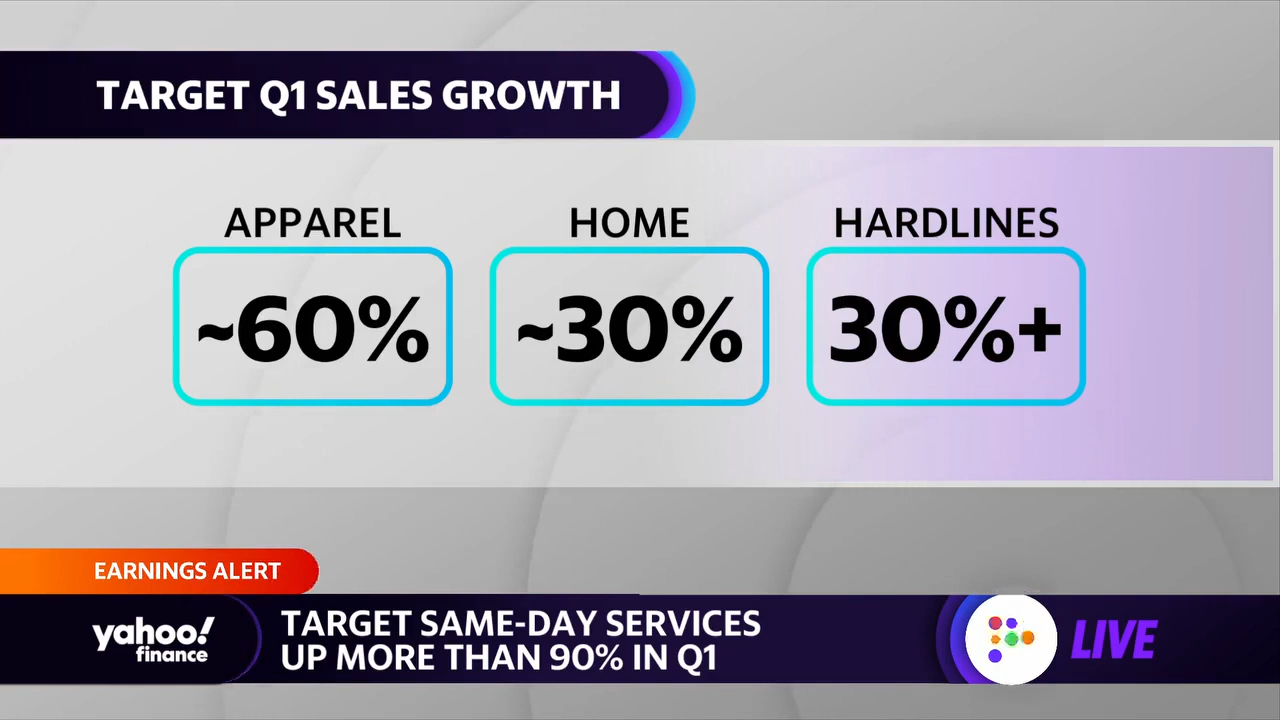 TARGET Q1 SALES GROWTH
APPAREL
~60%
HOME
~30%
HARDLINES
30%+
EARNINGS ALERT
yahoo!
finance
TARGET SAME-DAY SERVICES
UP MORE THAN 90% IN Q1
LIVE